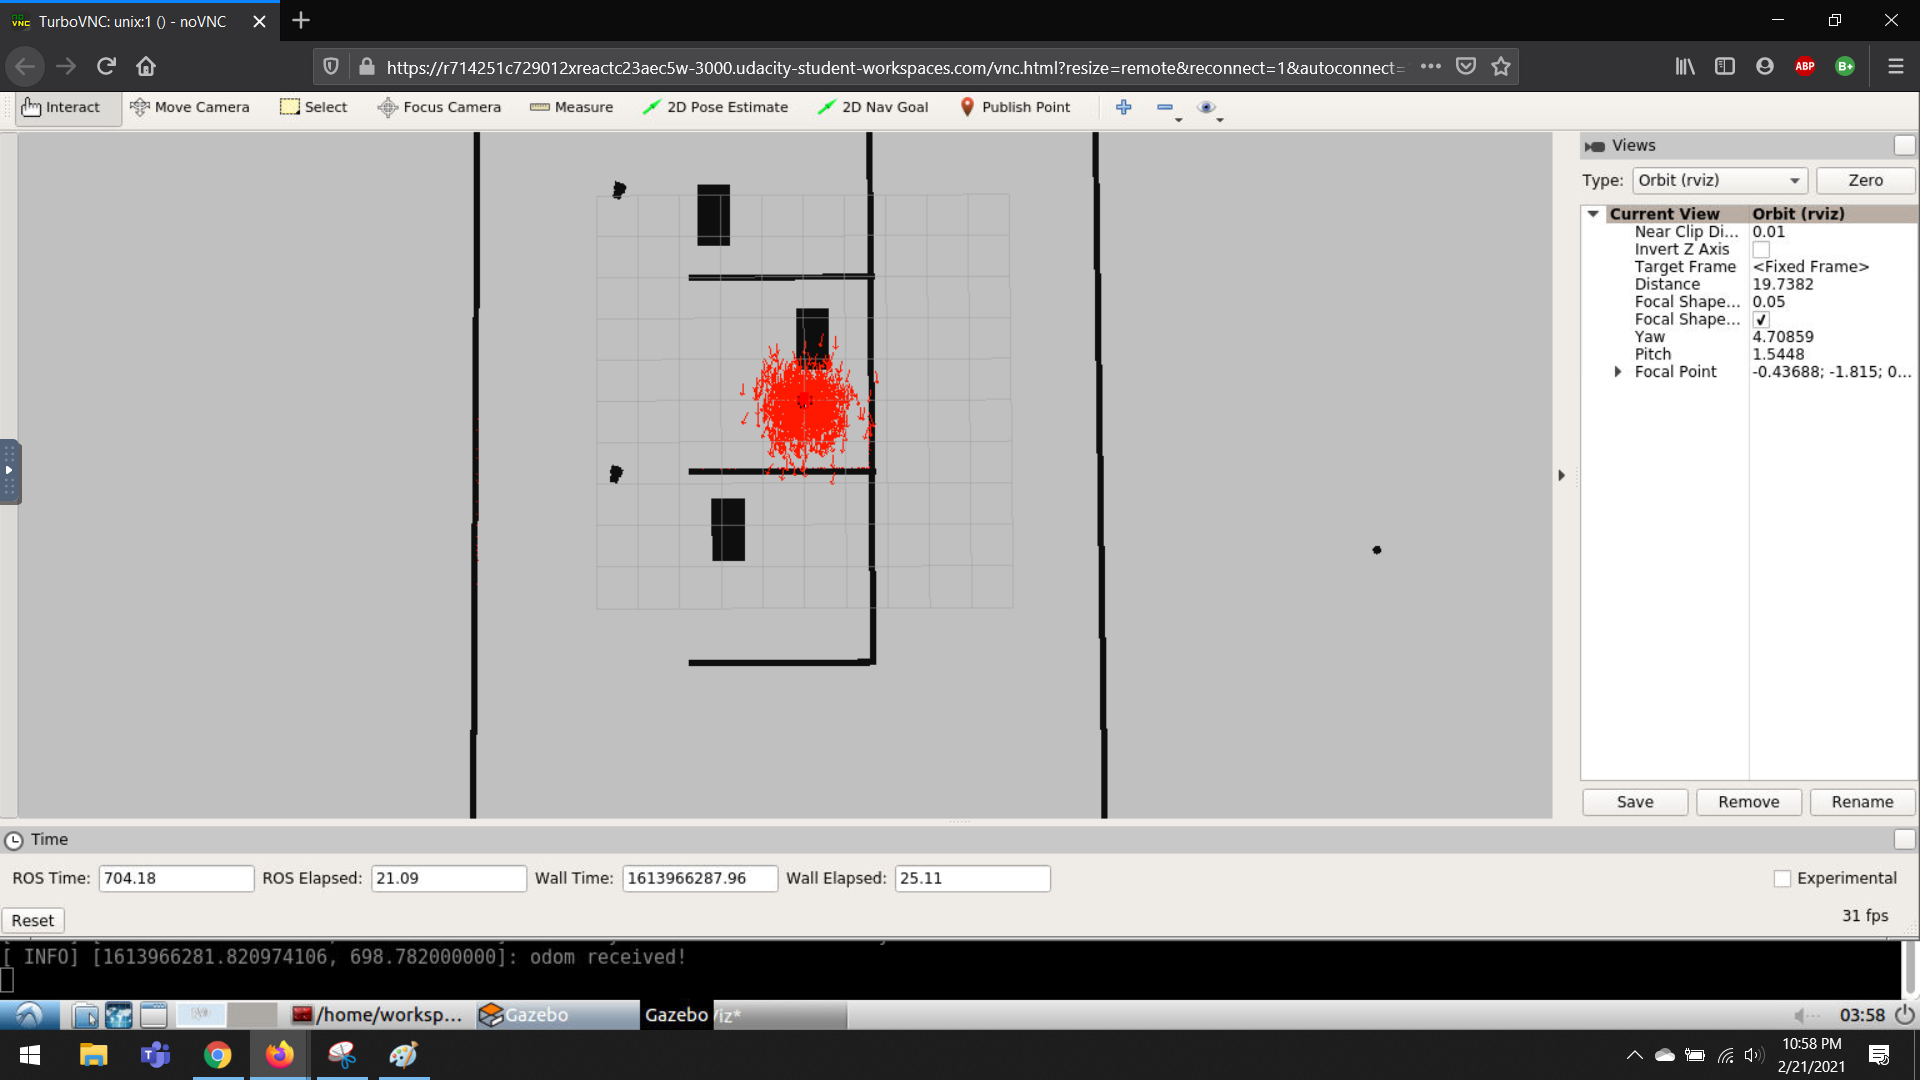 TurboVNC: unix:1 () - noVNC
https://r714251c729012xreactc23aec5w-3000.udacity-student-workspaces.com/vnc.html?resize=remote&reconnect=1&autoconnect=
ABP
B+
Interact Move Camera Select Focus Camera Measure 2D Pose Estimate 2D Nav Goal Publish Point
Views
Type: Orbit (rviz) Zero
Current View Orbit (rviz)
Near Clip Di... 0.01
Invert Z Axis
Target Frame <Fixed Frame>
Distance 19.7382
Focal Shape... 0.05
Focal Shape...
Yaw 4.70859
Pitch 1.5448
Focal Point -0.43688; -1.815; 0...
Save Remove Rename
Time
ROS Time: 704.18 ROS Elapsed: 21.09 Wall Time: 1613966287.96 Wall Elapsed: 25.11 Experimental
Reset 31 fps
[ INFO] [1613966281.820974106, 698.782000000]: odom received!
/home/worksp... Gazebo Gazebo /iz* 03:58
10:58 PM
2/21/2021